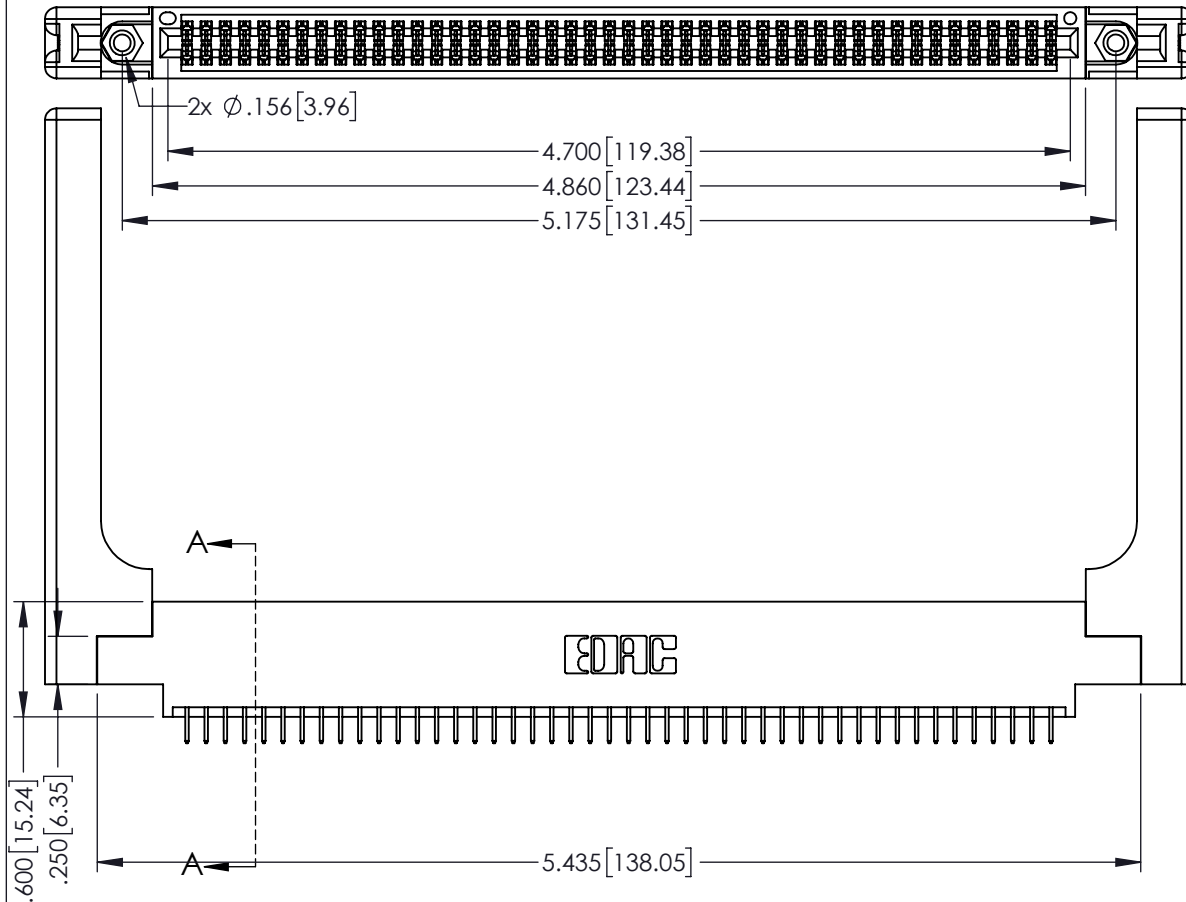 2x Ø.156[3.96]
4.700[119.38]
4.860[123.44]
5.175[131.45]
A
EDAC
.600[15.24]
.250[6.35]
A
5.435[138.05]